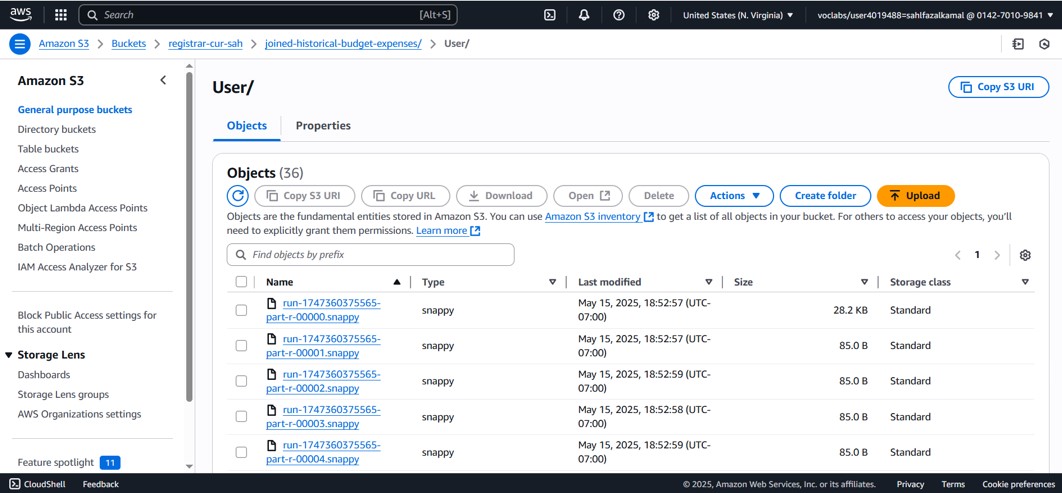 aws
Search [Alt+S]
United States (N. Virginia) ▼
voclabs/user4019488=sahlfazalkamal @ 0142-7010-9841 ▼
Amazon S3 > Buckets > registrar-cur-sah > joined-historical-budget-expenses/ > User/
Amazon S3
General purpose buckets
Directory buckets
Table buckets
Access Grants
Access Points
Object Lambda Access Points
Multi-Region Access Points
Batch Operations
IAM Access Analyzer for S3
Block Public Access settings for
this account
▼ Storage Lens
Dashboards
Storage Lens groups
AWS Organizations settings
Feature spotlight 11
User/
Copy S3 URI
Objects
Properties
Objects (36)
Copy S3 URI
Copy URL
Download
Open
Delete
Actions ▼
Create folder
Upload
Objects are the fundamental entities stored in Amazon S3. You can use Amazon S3 inventory to get a list of all objects in your bucket. For others to access your objects, you'll
need to explicitly grant them permissions. Learn more
Find objects by prefix
< 1 >
Name Type Last modified Size Storage class
run-1747360375565-
part-r-00000.snappy
snappy
May 15, 2025, 18:52:57 (UTC-
07:00)
28.2 KB
Standard
run-1747360375565-
part-r-00001.snappy
snappy
May 15, 2025, 18:52:57 (UTC-
07:00)
85.0 B
Standard
run-1747360375565-
part-r-00002.snappy
snappy
May 15, 2025, 18:52:59 (UTC-
07:00)
85.0 B
Standard
run-1747360375565-
part-r-00003.snappy
snappy
May 15, 2025, 18:52:58 (UTC-
07:00)
85.0 B
Standard
run-1747360375565-
part-r-00004.snappy
snappy
May 15, 2025, 18:52:59 (UTC-
07:00)
85.0 B
Standard
CloudShell Feedback
© 2025, Amazon Web Services, Inc. or its affiliates. Privacy Terms Cookie preferences